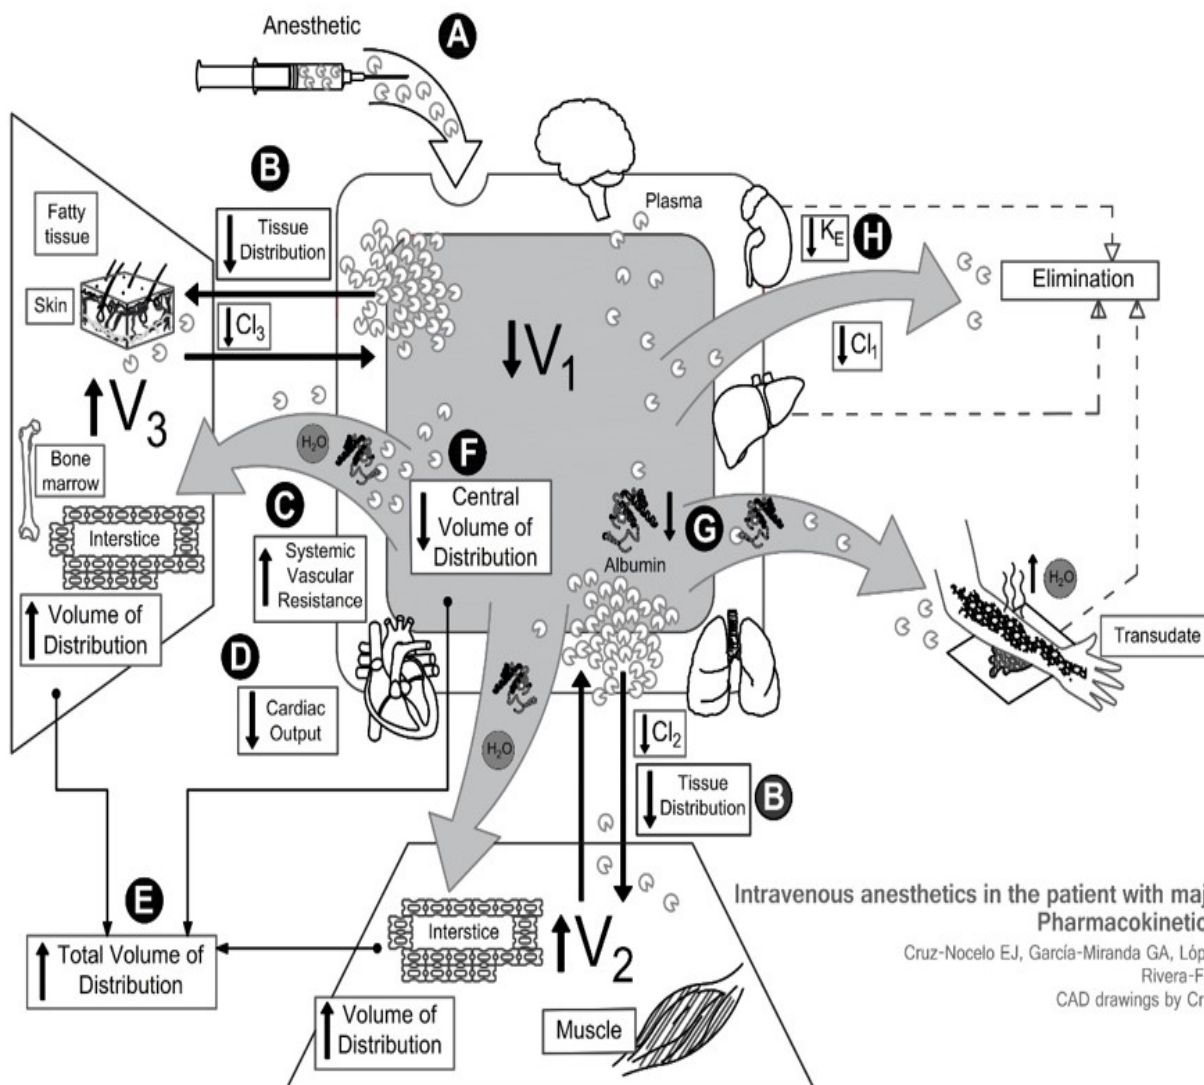 Anesthetic
A
B
Tissue
Distribution
Fatty
tissue
Skin
Cl3
V3
Bone
marrow
Interstice
Volume of
Distribution
Plasma
V1
KE
H
Elimination
Cl1
H2O
F
Central
Volume of
Distribution
C
Systemic
Vascular
Resistance
D
Cardiac
Output
G
Albumin
H2O
Transudate
H2O
Cl2
Tissue
Distribution
B
E
Total Volume of
Distribution
Interstice
V2
Volume of
Distribution
Muscle
Intravenous anesthetics in the patient with maj
Pharmacokinetic
Cruz-Nocelo EJ, García-Miranda GA, Lóp
Rivera-F
CAD drawings by Cr